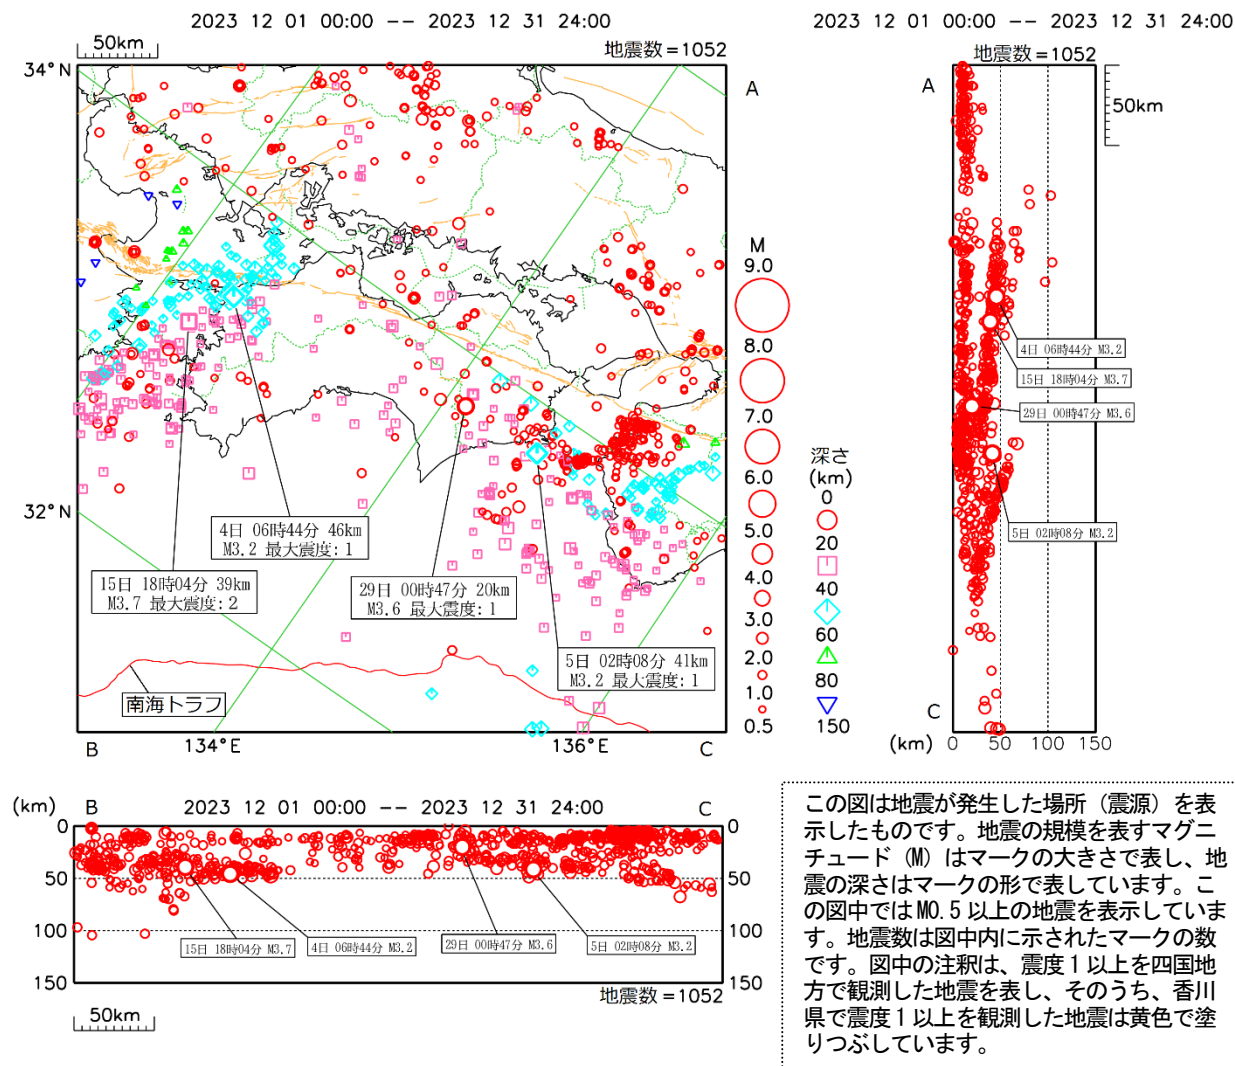 2023 12 01 00:00 -- 2023 12 31 24:00
50km
地震数=1052
34°N
32°N
134°E
136°E
A
B
C
4日 06時44分 46km
M3.2 最大震度:1
15日 18時04分 39km
M3.7 最大震度:2
29日 00時47分 20km
M3.6 最大震度:1
5日 02時08分 41km
M3.2 最大震度:1
南海トラフ
M
9.0
8.0
7.0
6.0
5.0
4.0
3.0
2.0
1.0
0.5
深さ
(km)
0
20
40
60
80
150
2023 12 01 00:00 -- 2023 12 31 24:00
地震数=1052
A
50km
4日 06時44分 M3.2
15日 18時04分 M3.7
29日 00時47分 M3.6
5日 02時08分 M3.2
C
(km)
0 50 100 150
(km)
B
2023 12 01 00:00 -- 2023 12 31 24:00
C
0
50
100
150
0
50
100
150
15日 18時04分 M3.7
4日 06時44分 M3.2
29日 00時47分 M3.6
5日 02時08分 M3.2
地震数=1052
50km
この図は地震が発生した場所（震源）を表
示したものです。地震の規模を表すマグニ
チュード（M）はマークの大きさで表し、地
震の深さはマークの形で表しています。こ
の図中ではM0.5以上の地震を表示していま
す。地震数は図中内に示されたマークの数
です。図中の注釈は、震度１以上を四国地
方で観測した地震を表し、そのうち、香川
県で震度１以上を観測した地震は黄色で塗
りつぶしています。